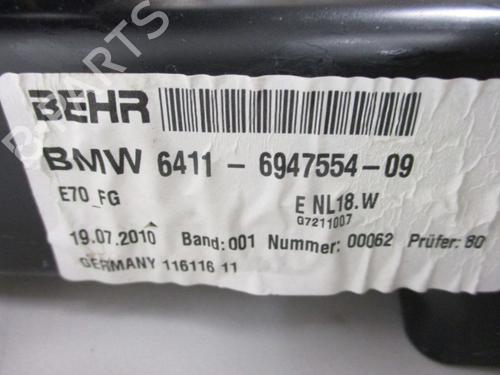 BEHR
BMW 6411 - 6947554-09
E70_FG
E NL18.W
G7211007
19.07.2010 Band: 001 Nummer: 00062 Prüfer: 80
GERMANY 116116 11